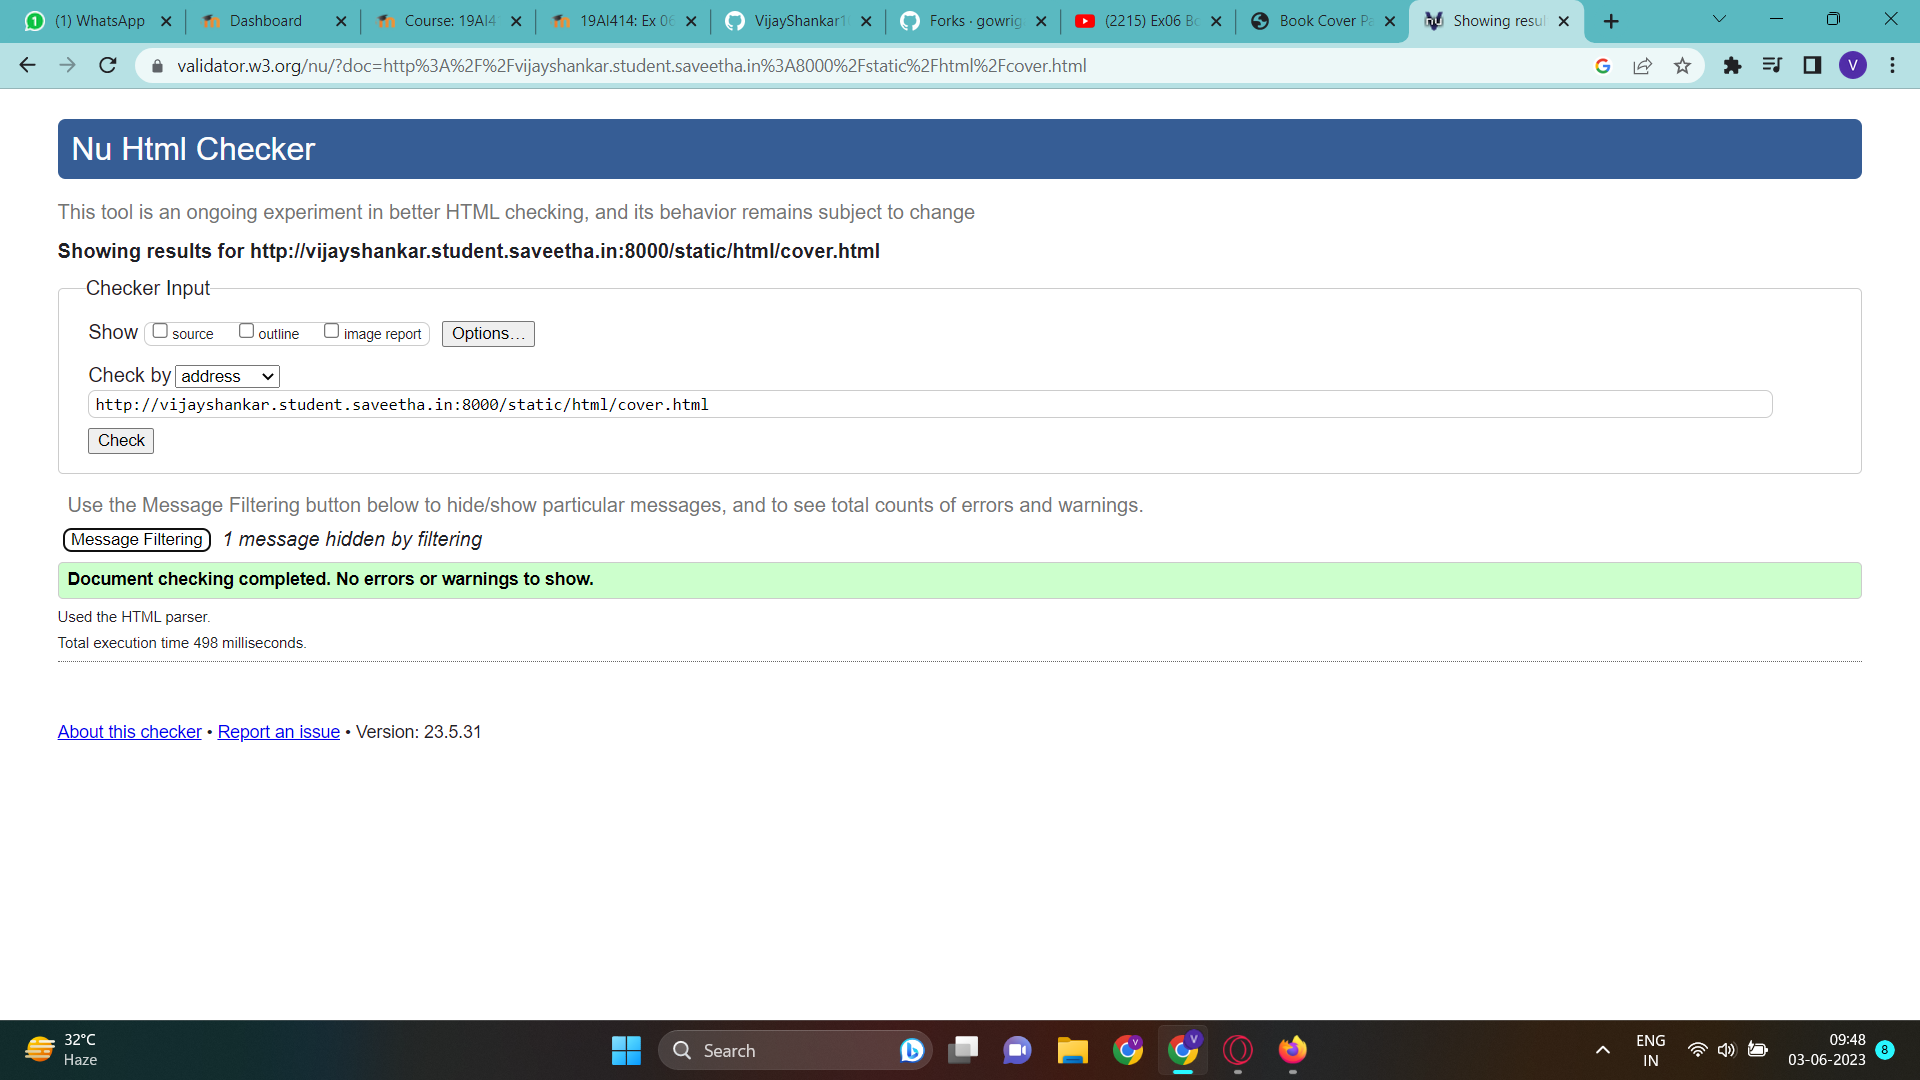 (1) WhatsApp
Dashboard
Course: 19AI4
19AI414: Ex 06
VijayShankar1
Forks · gowrig
(2215) Ex06 Bo
Book Cover Pa
Showing resul
validator.w3.org/nu/?doc=http%3A%2F%2Fvijayshankar.student.saveetha.in%3A8000%2Fstatic%2Fhtml%2Fcover.html
V
Nu Html Checker
This tool is an ongoing experiment in better HTML checking, and its behavior remains subject to change
Showing results for http://vijayshankar.student.saveetha.in:8000/static/html/cover.html
Checker Input
Show source outline image report Options...
Check by address
http://vijayshankar.student.saveetha.in:8000/static/html/cover.html
Check
Use the Message Filtering button below to hide/show particular messages, and to see total counts of errors and warnings.
Message Filtering 1 message hidden by filtering
Document checking completed. No errors or warnings to show.
Used the HTML parser.
Total execution time 498 milliseconds.
About this checker • Report an issue • Version: 23.5.31
32°C
Haze
Search
V
V
ENG
IN
09:48
03-06-2023
8